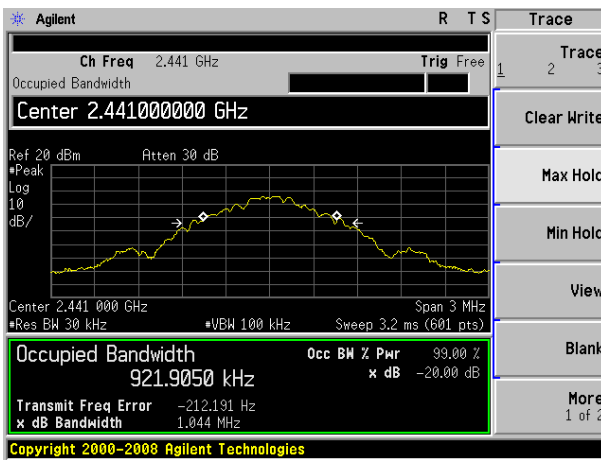 Agilent R T S Trace
Ch Freq 2.441 GHz Trig Free
Occupied Bandwidth
Center 2.441000000 GHz
Ref 20 dBm Atten 30 dB
#Peak
Log
10
dB/
Center 2.441 000 GHz Span 3 MHz
#Res BW 30 kHz #VBW 100 kHz Sweep 3.2 ms (601 pts)
Occupied Bandwidth Occ BW % Pwr 99.00 %
921.9050 kHz x dB -20.00 dB
Transmit Freq Error -212.191 Hz
x dB Bandwidth 1.044 MHz
Copyright 2000-2008 Agilent Technologies
Trace
1 2 3
Clear Write
Max Hold
Min Hold
View
Blank
More
1 of 2